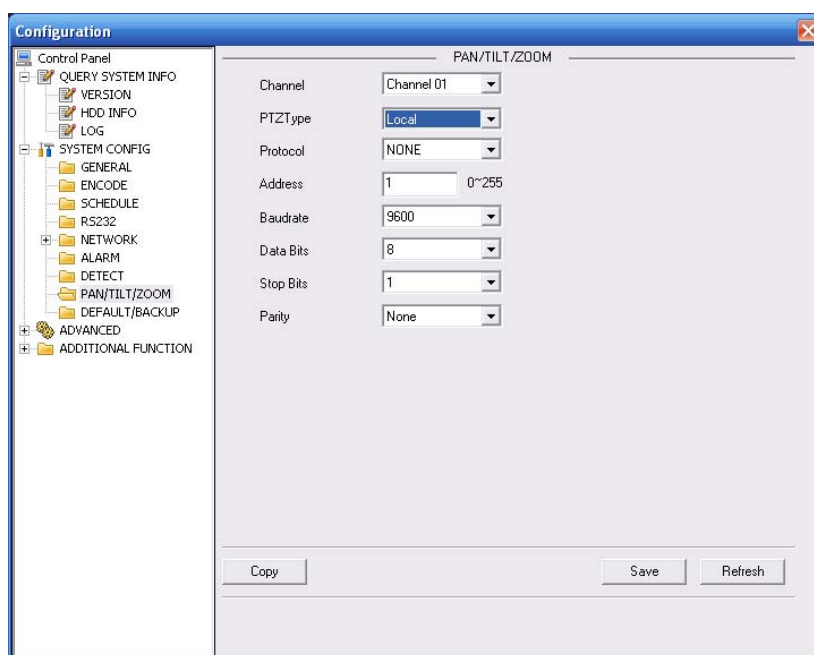 Configuration
Control Panel
QUERY SYSTEM INFO
VERSION
HDD INFO
LOG
SYSTEM CONFIG
GENERAL
ENCODE
SCHEDULE
RS232
NETWORK
ALARM
DETECT
PAN/TILT/ZOOM
DEFAULT/BACKUP
ADVANCED
ADDITIONAL FUNCTION
PAN/TILT/ZOOM
Channel Channel 01
PTZType Local
Protocol NONE
Address 1 0~255
Baudrate 9600
Data Bits 8
Stop Bits 1
Parity None
Copy Save Refresh